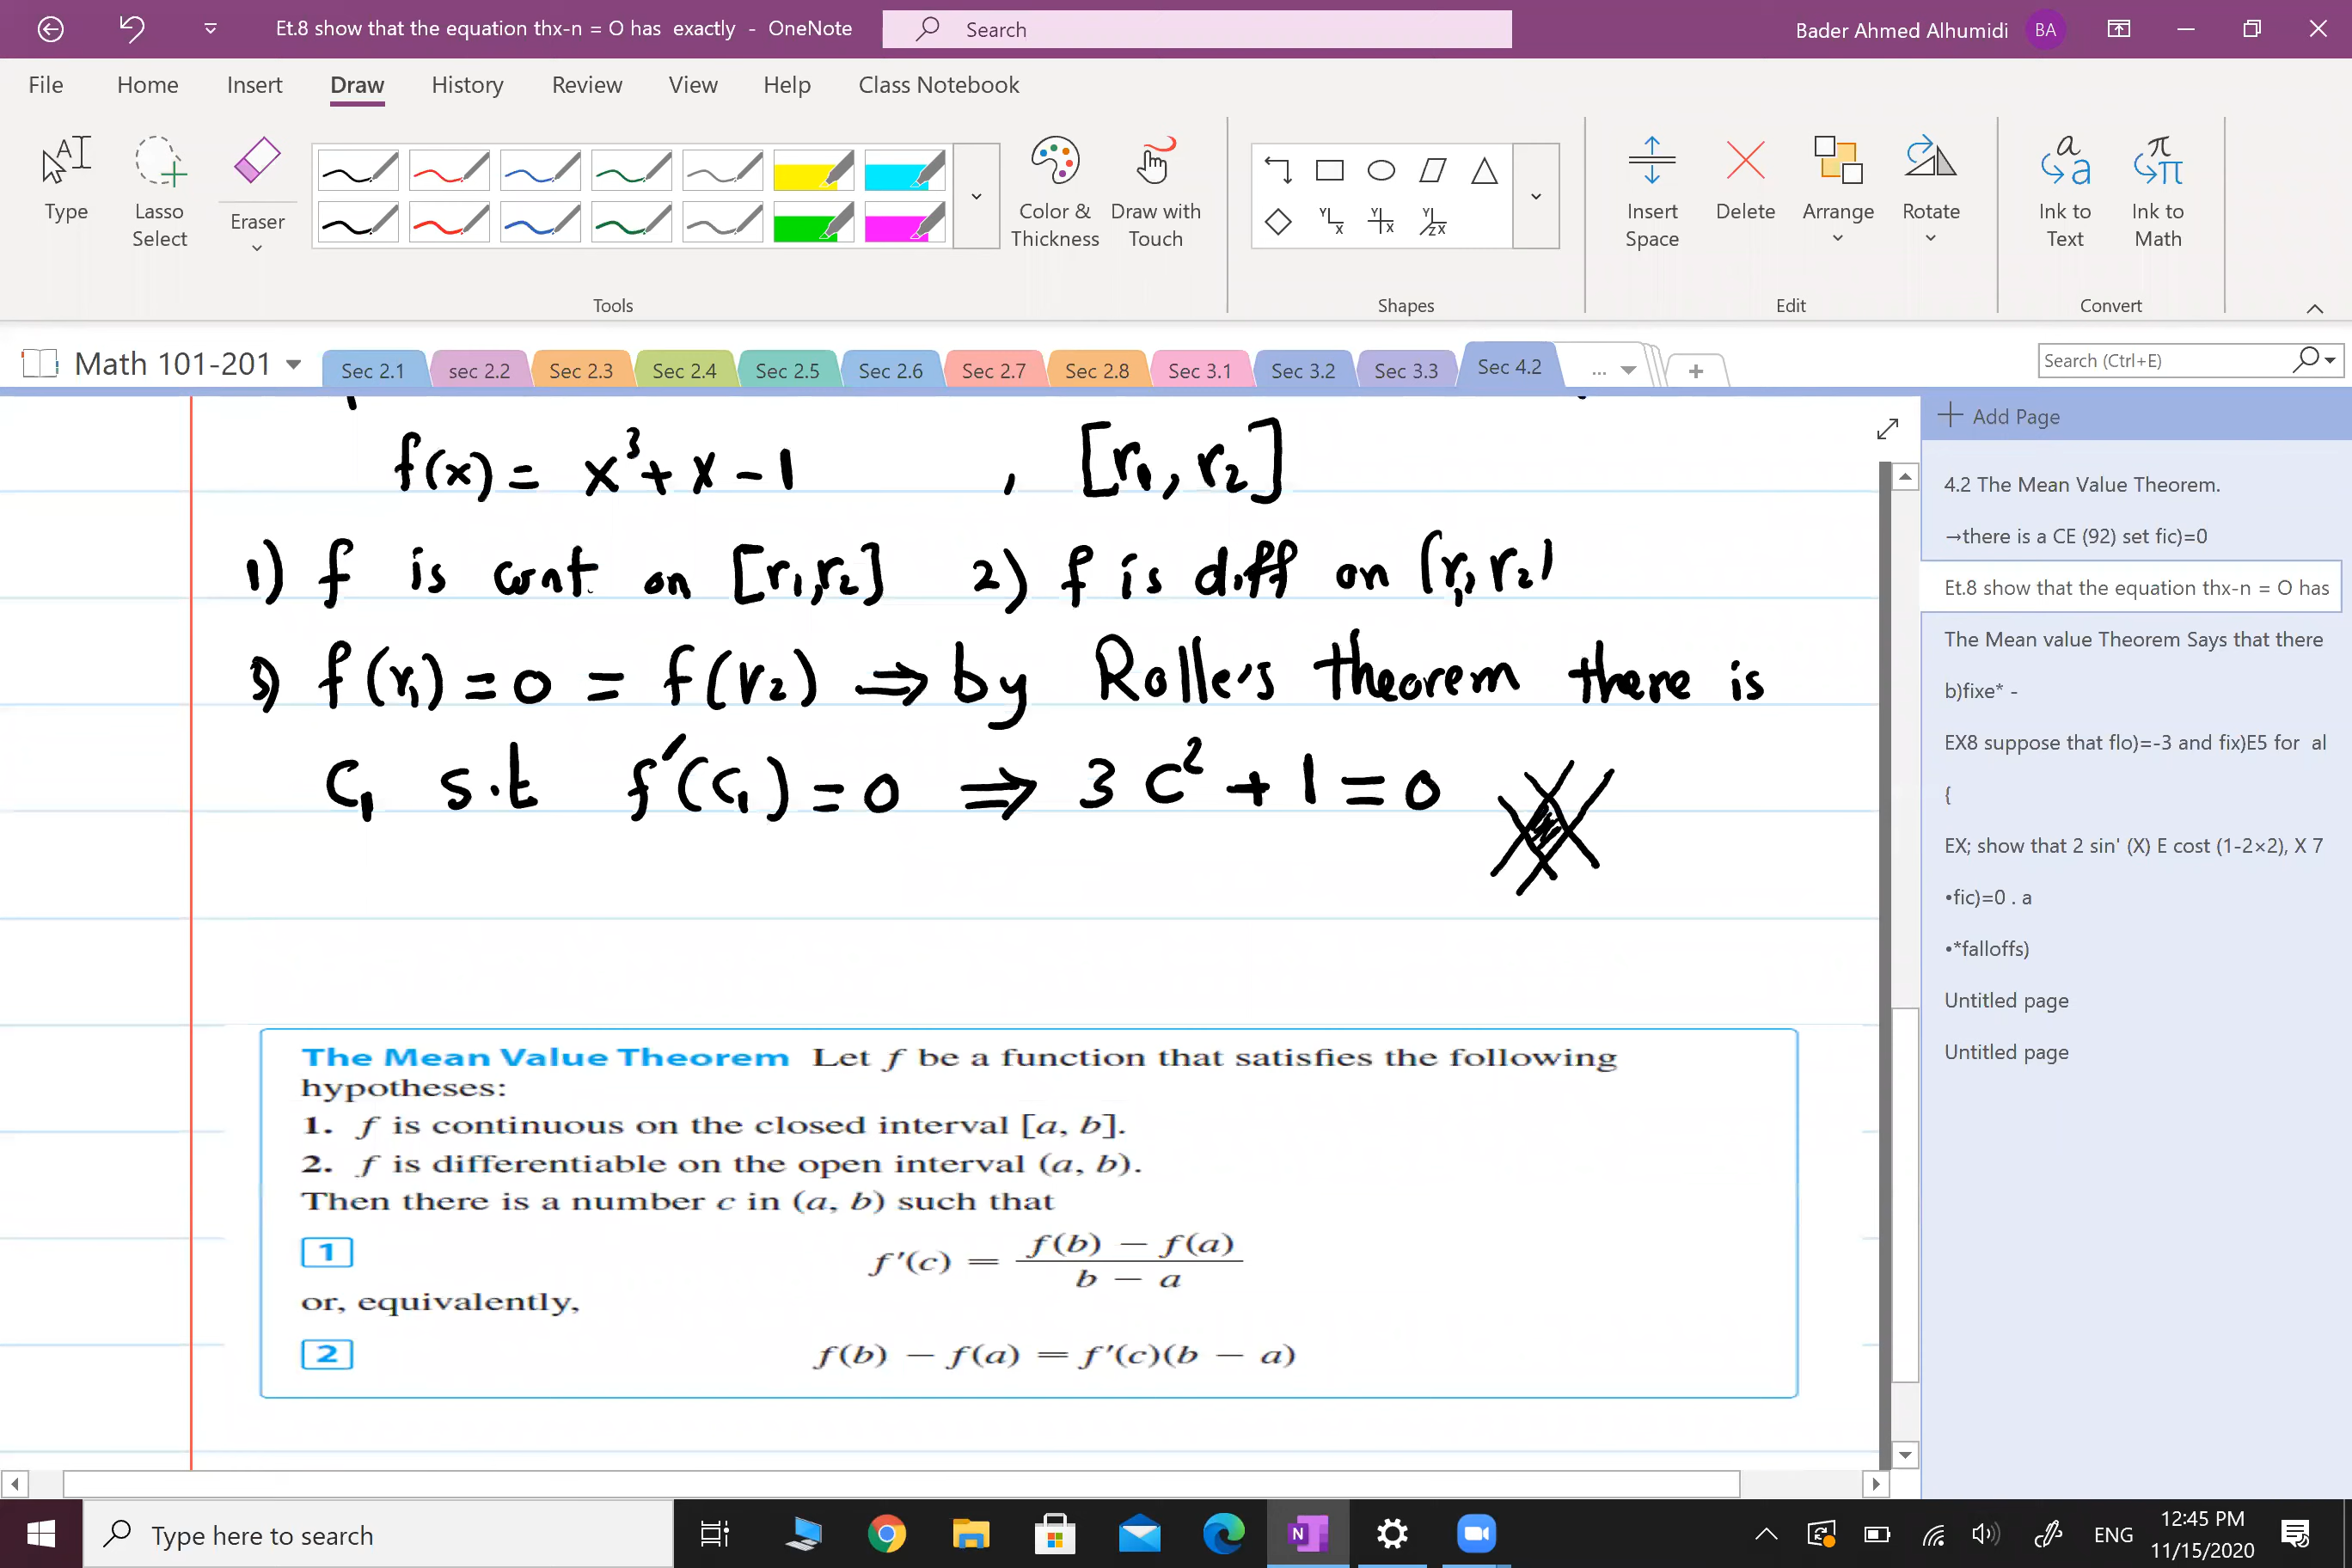 Et.8 show that the equation thx-n = O has exactly - OneNote
Search
Bader Ahmed Alhumidi BA
File Home Insert Draw History Review View Help Class Notebook
Type
Lasso Select
Eraser
Color & Thickness
Draw with Touch
Insert Space
Delete
Arrange
Rotate
Ink to Text
Ink to Math
Tools Shapes Edit Convert
Math 101-201
Sec 2.1 sec 2.2 Sec 2.3 Sec 2.4 Sec 2.5 Sec 2.6 Sec 2.7 Sec 2.8 Sec 3.1 Sec 3.2 Sec 3.3 Sec 4.2 ... +
Search (Ctrl+E)
f(x) = x³ + x - 1 , [r₁, r₂]
1) f is cont. on [r₁,r₂] 2) f is diff on (r₁, r₂)
3) f(r₁) = 0 = f(r₂) ⇒ by Rolle's theorem there is
C₁ s.t f'(c₁) = 0 ⇒ 3 c² + 1 = 0
The Mean Value Theorem Let f be a function that satisfies the following
hypotheses:
1. f is continuous on the closed interval [a, b].
2. f is differentiable on the open interval (a, b).
Then there is a number c in (a, b) such that
1 f'(c) = (f(b) − f(a)) / (b − a)
or, equivalently,
2 f(b) − f(a) = f'(c)(b − a)
Add Page
4.2 The Mean Value Theorem.
→there is a CE (92) set fic)=0
Et.8 show that the equation thx-n = O has
The Mean value Theorem Says that there
b)fixe* -
EX8 suppose that flo)=-3 and fix)E5 for al
{
EX; show that 2 sin' (X) E cost (1-2×2), X 7
•fic)=0 . a
•*falloffs)
Untitled page
Untitled page
Type here to search
ENG
12:45 PM
11/15/2020